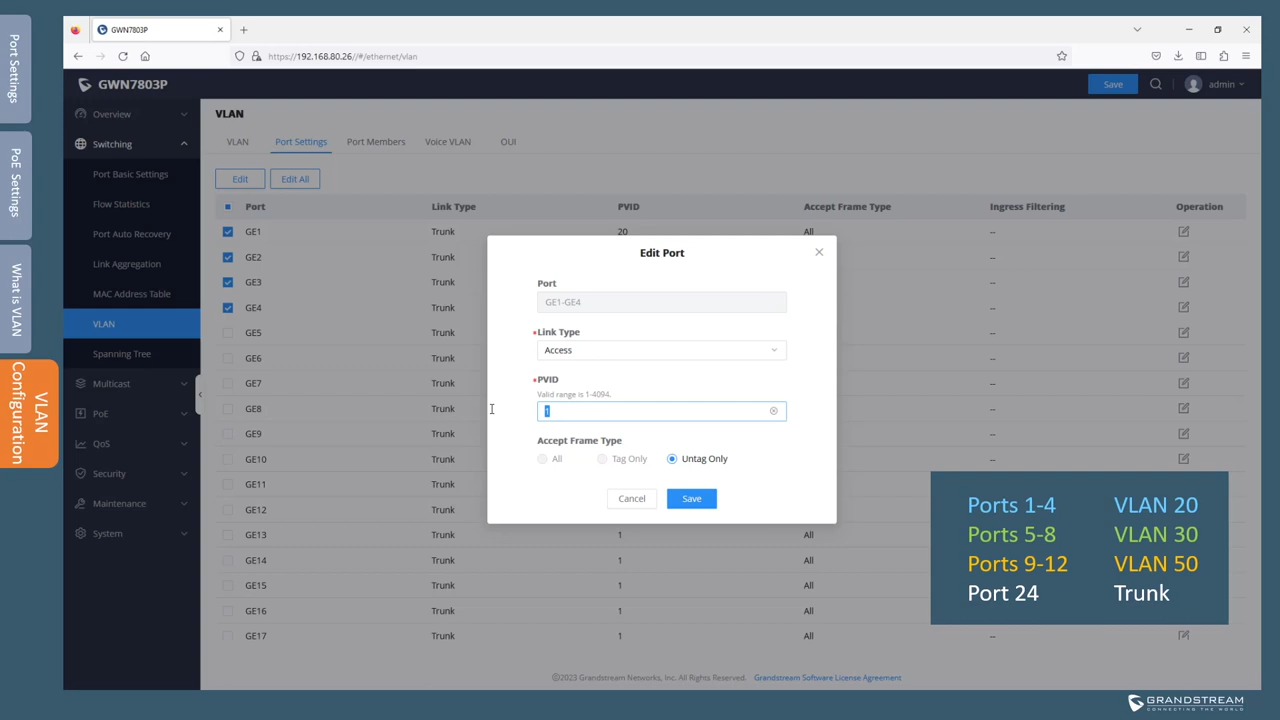 Port Settings
PoE Settings
What is VLAN
VLAN
Configuration
GWN7803P
https://192.168.80.26//#/ethernet/vlan
GWN7803P
Save
admin
Overview
Switching
Port Basic Settings
Flow Statistics
Port Auto Recovery
Link Aggregation
MAC Address Table
VLAN
Spanning Tree
Multicast
PoE
QoS
Security
Maintenance
System
VLAN
VLAN Port Settings Port Members Voice VLAN OUI
Edit Edit All
Port Link Type PVID Accept Frame Type Ingress Filtering Operation
GE1 Trunk 20 All --
GE2 Trunk
GE3 Trunk
GE4 Trunk
GE5 Trunk
GE6 Trunk
GE7 Trunk
GE8 Trunk
GE9 Trunk
GE10 Trunk
GE11 Trunk
GE12 Trunk
GE13 Trunk 1 All
GE14 Trunk 1 All
GE15 Trunk 1 All
GE16 Trunk 1 All
GE17 Trunk 1 All --
Edit Port
Port
GE1-GE4
*Link Type
Access
*PVID
Valid range is 1-4094.
1
Accept Frame Type
All Tag Only Untag Only
Cancel Save
Ports 1-4 VLAN 20
Ports 5-8 VLAN 30
Ports 9-12 VLAN 50
Port 24 Trunk
©2023 Grandstream Networks, Inc. All Rights Reserved. Grandstream Software License Agreement
GRANDSTREAM
CONNECTING THE WORLD